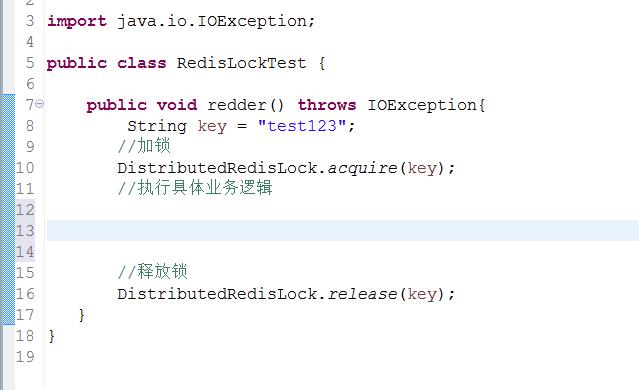 2
3 import java.io.IOException;
4
5 public class RedisLockTest {
6
7 public void redder() throws IOException{
8 String key = "test123";
9 //加锁
10 DistributedRedisLock.acquire(key);
11 //执行具体业务逻辑
12
13
14
15 //释放锁
16 DistributedRedisLock.release(key);
17 }
18 }
19